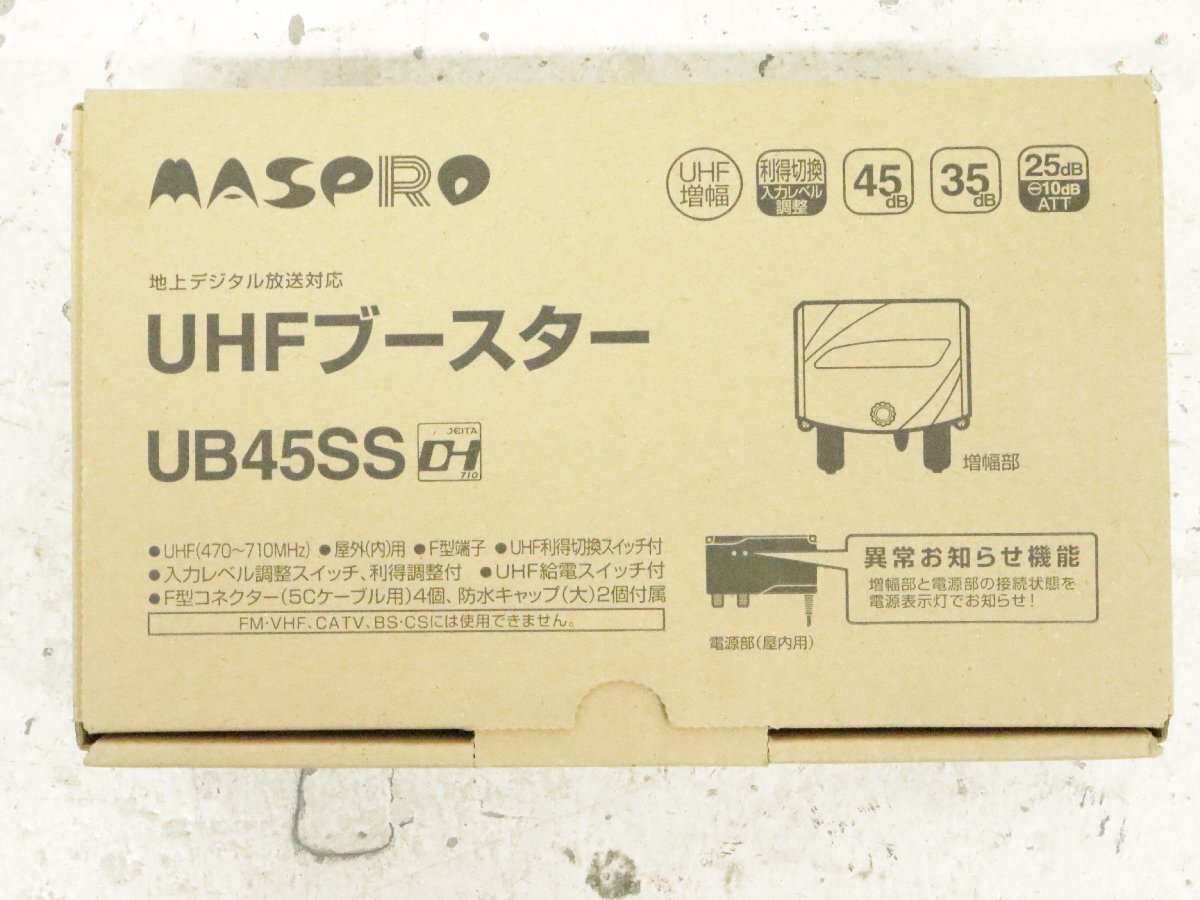 MASPRO
UHF
増幅
利得切換
入力レベル
調整
45dB
35dB
25dB
⊖10dB
ATT
地上デジタル放送対応
UHFブースター
UB45SS
JEITA
DH
710
増幅部
●UHF(470〜710MHz) ●屋外(内)用 ●F型端子 ●UHF利得切換スイッチ付
●入力レベル調整スイッチ、利得調整付 ●UHF給電スイッチ付
●F型コネクター(5Cケーブル用)4個、防水キャップ(大)2個付属
FM・VHF、CATV、BS・CSには使用できません。
異常お知らせ機能
増幅部と電源部の接続状態を
電源表示灯でお知らせ!
電源部(屋内用)